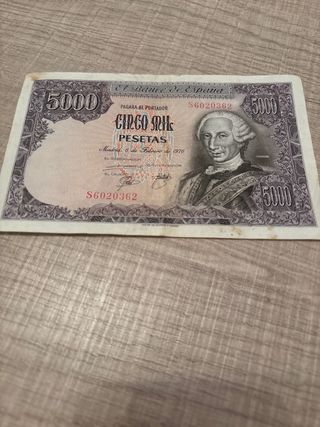 El Banco de España
5000
PAGARA AL PORTADOR
S6020362
5000
CINCO MIL
PESETAS
Madrid, 6 de Febrero de 1976
S6020362
5000